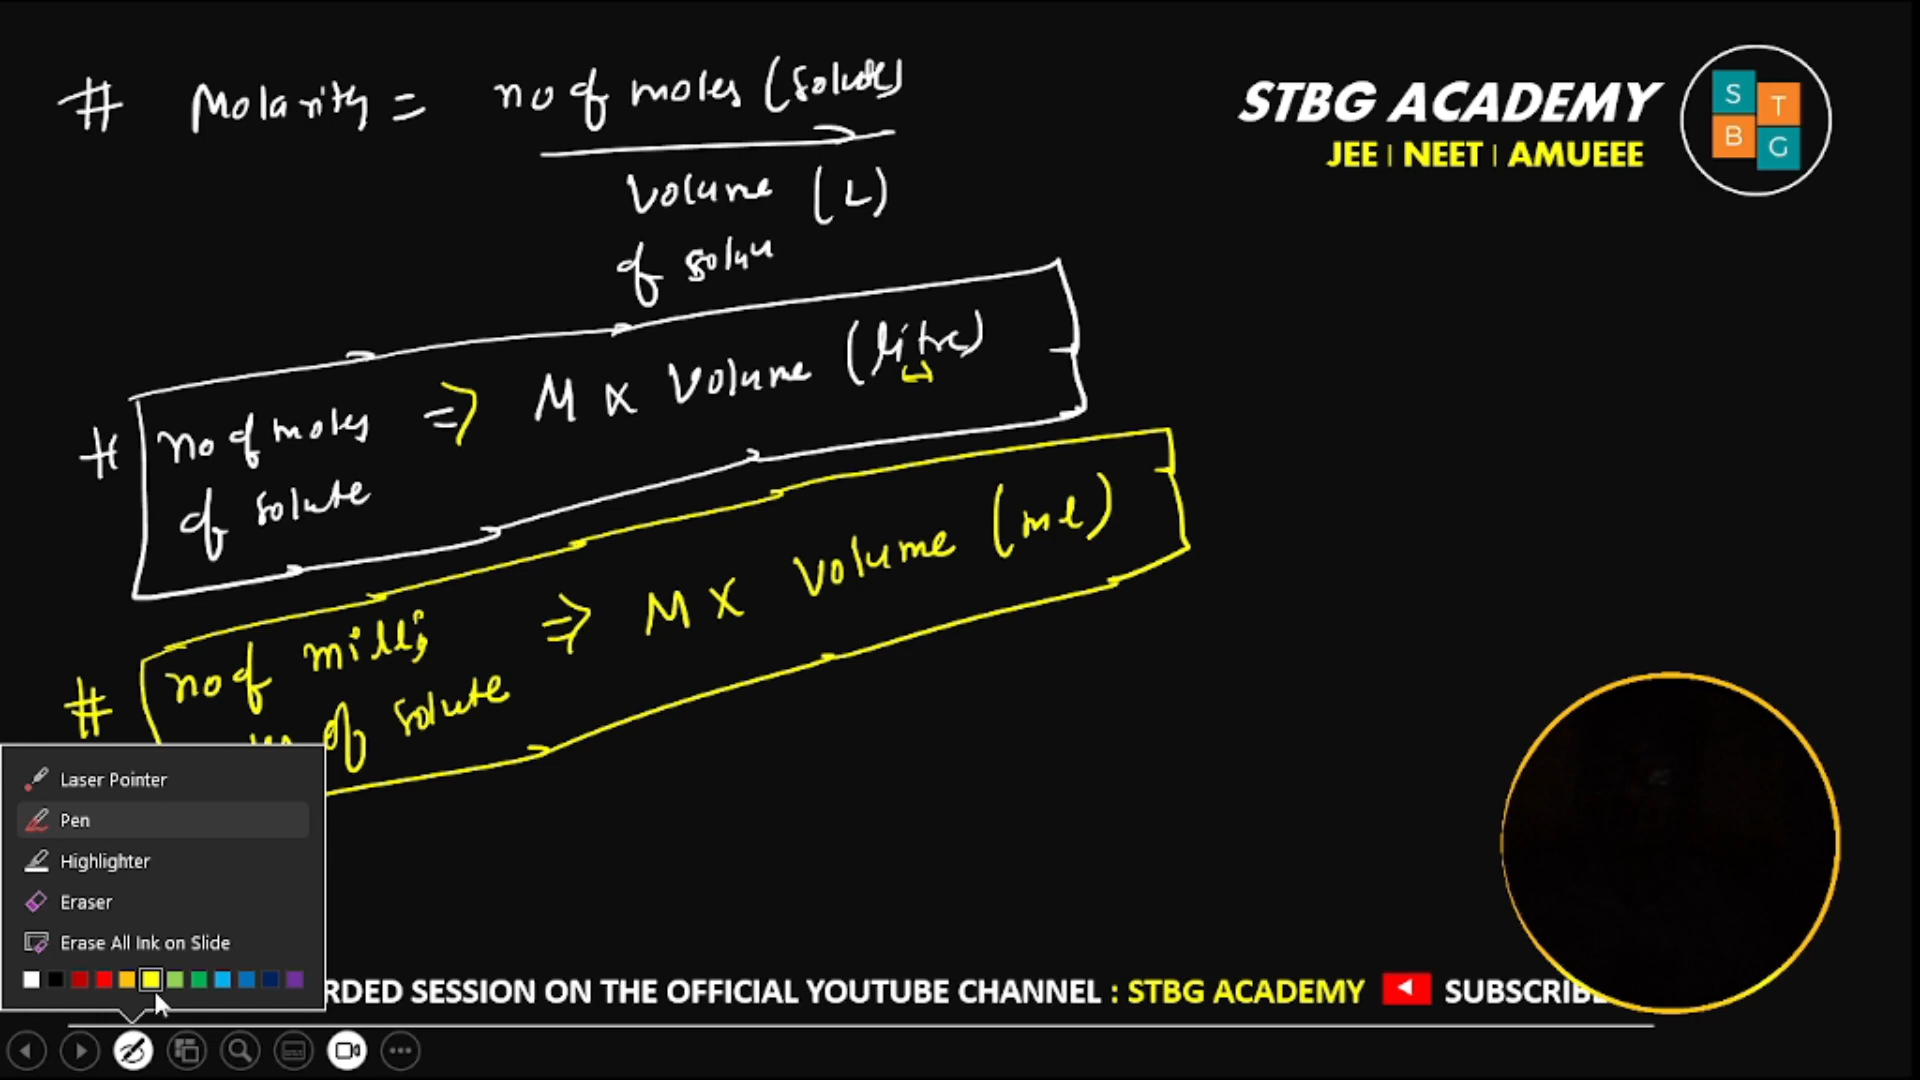 # Molarity = no of moles (solute)
Volume (L)
of solun
STBG ACADEMY
JEE | NEET | AMUEEE
S T
B G
# no of moles => M x Volume (litre)
of solute
# no of milli => M x Volume (ml)
of solute
Laser Pointer
Pen
Highlighter
Eraser
Erase All Ink on Slide
RDED SESSION ON THE OFFICIAL YOUTUBE CHANNEL : STBG ACADEMY SUBSCRIBE